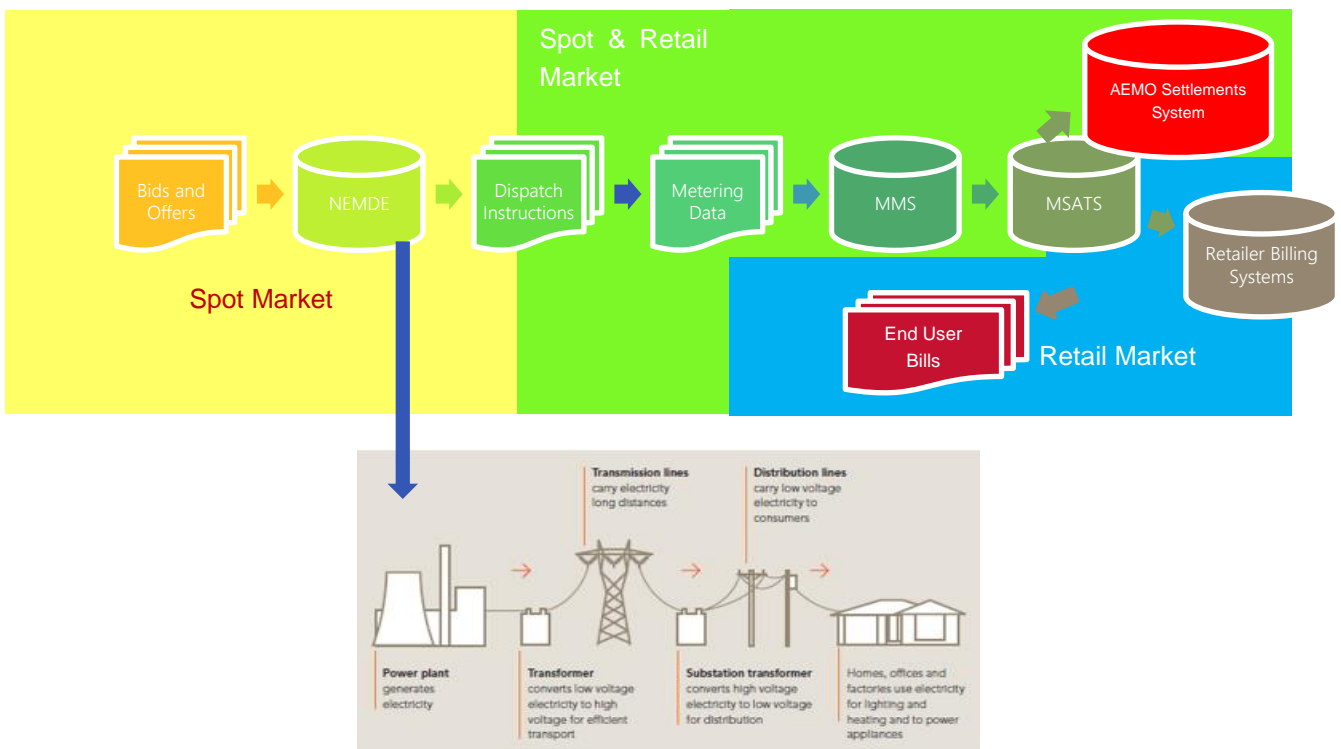 Spot & Retail
Market
AEMO Settlements
System
Bids and
Offers
NEMDE
Dispatch
Instructions
Metering
Data
MMS
MSATS
Retailer Billing
Systems
Spot Market
End User
Bills
Retail Market
Transmission lines
carry electricity
long distances
Distribution lines
carry low voltage
electricity to
consumers
Power plant
generates
electricity
Transformer
converts low voltage
electricity to high
voltage for efficient
transport
Substation transformer
converts high voltage
electricity to low voltage
for distribution
Homes, offices and
factories use electricity
for lighting and
heating and to power
appliances